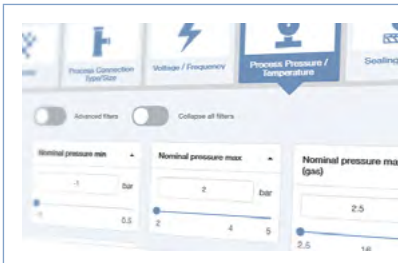 Process Connection
Type/Size
Voltage / Frequency
Process Pressure /
Temperature
Sealing
Advanced filters
Collapse all filters
Nominal pressure min
-1
bar
-1
0.5
Nominal pressure max
2
bar
2
4
5
Nominal pressure ma
(gas)
2.5
2.5
16